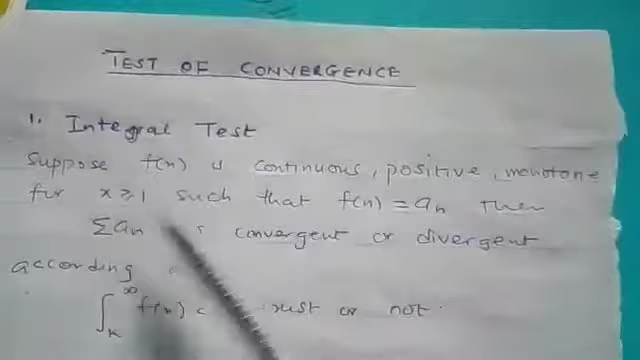 TEST OF CONVERGENCE
1. Integral Test
Suppose f(x) is continuous, positive, monotone
for x ≥ 1 such that f(n) = an then
∑an is convergent or divergent
according
∫k∞ f(x) exist or not.